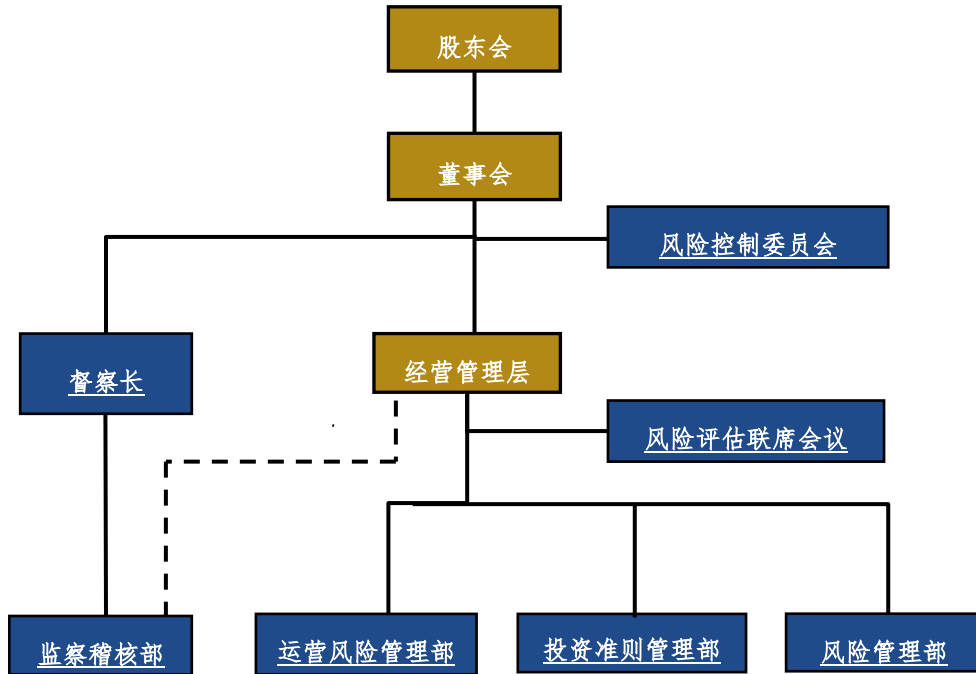 股东会
董事会
风险控制委员会
督察长
经营管理层
风险评估联席会议
监察稽核部
运营风险管理部
投资准则管理部
风险管理部